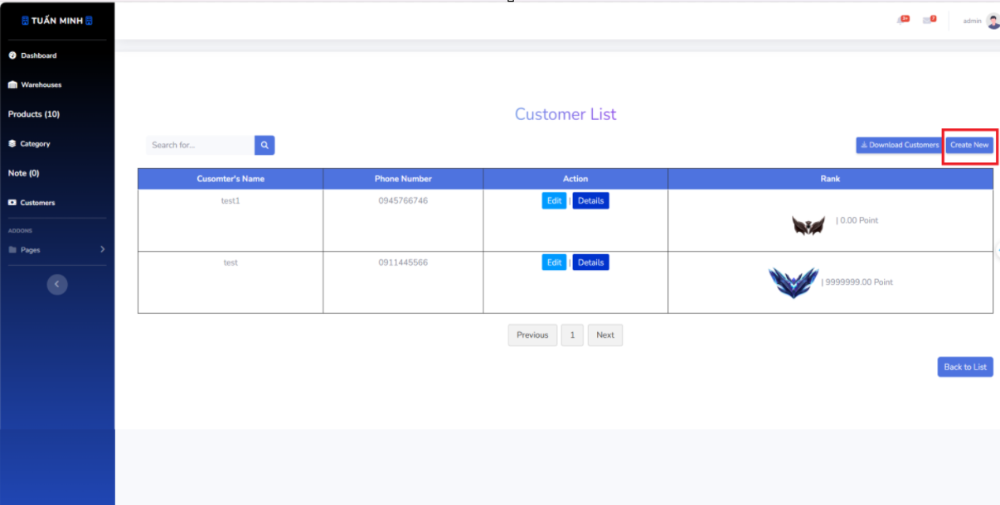 TUẤN MINH
3+
7
admin
Dashboard
Warehouses
Products (10)
Category
Note (0)
Customers
ADDONS
Pages
Customer List
Search for...
Download Customers
Create New
Cusomter's Name Phone Number Action Rank
test1 0945766746 Edit | Details | 0.00 Point
test 0911445566 Edit | Details | 9999999.00 Point
Previous 1 Next
Back to List